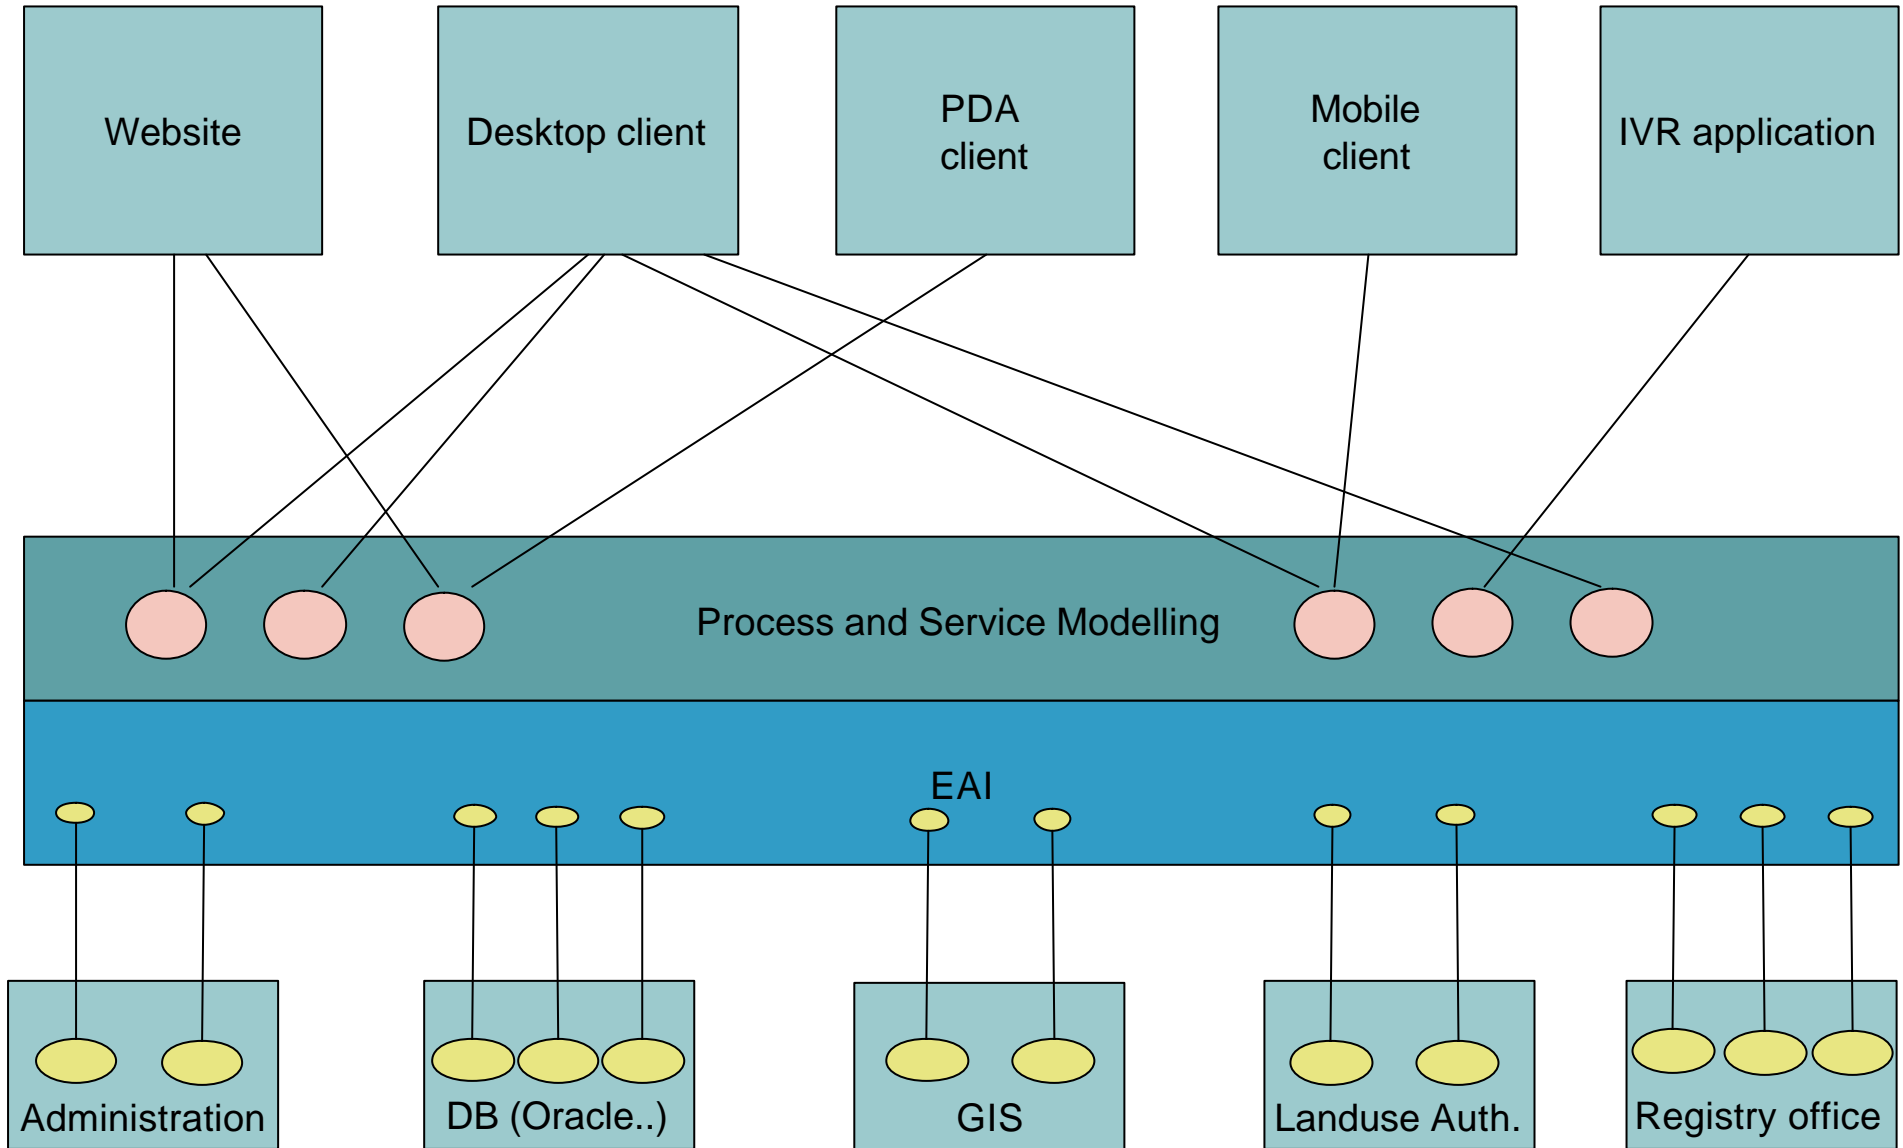 Website
Desktop client
PDA
client
Mobile
client
IVR application
Process and Service Modelling
EAI
Administration
DB (Oracle..)
GIS
Landuse Auth.
Registry office